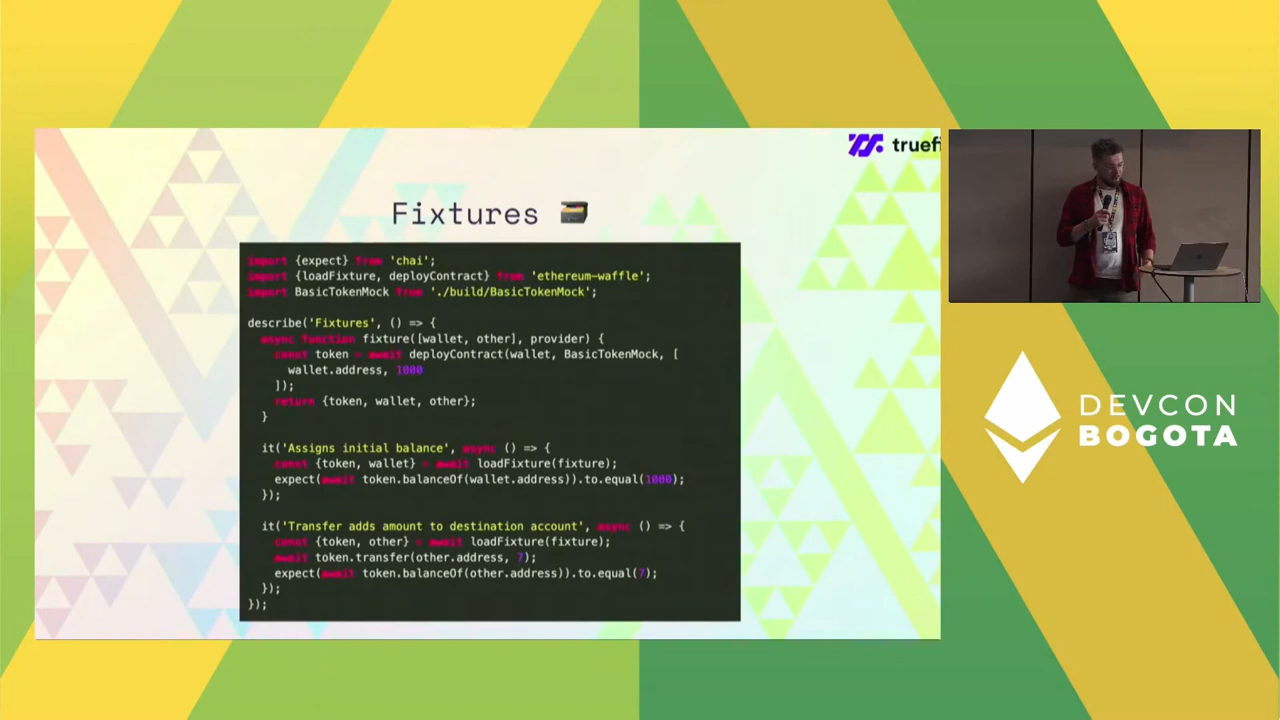 truefi
Fixtures
import {expect} from 'chai';
import {loadFixture, deployContract} from 'ethereum-waffle';
import BasicTokenMock from './build/BasicTokenMock';
describe('Fixtures', () => {
async function fixture([wallet, other], provider) {
const token = await deployContract(wallet, BasicTokenMock, [
wallet.address, 1000
]);
return {token, wallet, other};
}
it('Assigns initial balance', async () => {
const {token, wallet} = await loadFixture(fixture);
expect(await token.balanceOf(wallet.address)).to.equal(1000);
});
it('Transfer adds amount to destination account', async () => {
const {token, other} = await loadFixture(fixture);
await token.transfer(other.address, 7);
expect(await token.balanceOf(other.address)).to.equal(7);
});
});
DEVCON
BOGOTA